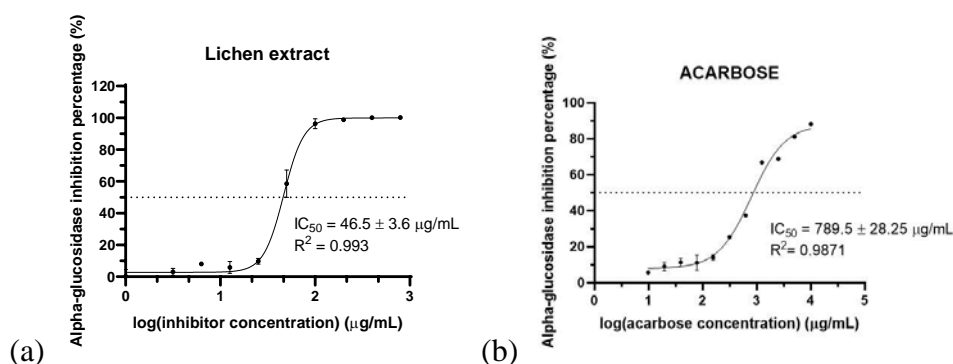 Lichen extract
Alpha-glucosidase inhibition percentage (%)
120
100
80
60
40
20
0
0
1
2
3
IC50 = 46.5 ± 3.6 µg/mL
R2 = 0.993
log(inhibitor concentration) (µg/mL)
(a)
ACARBOSE
Alpha-glucosidase inhibition percentage (%)
100
80
60
40
20
0
0
1
2
3
4
5
IC50 = 789.5 ± 28.25 µg/mL
R2= 0.9871
log(acarbose concentration) (µg/mL)
(b)